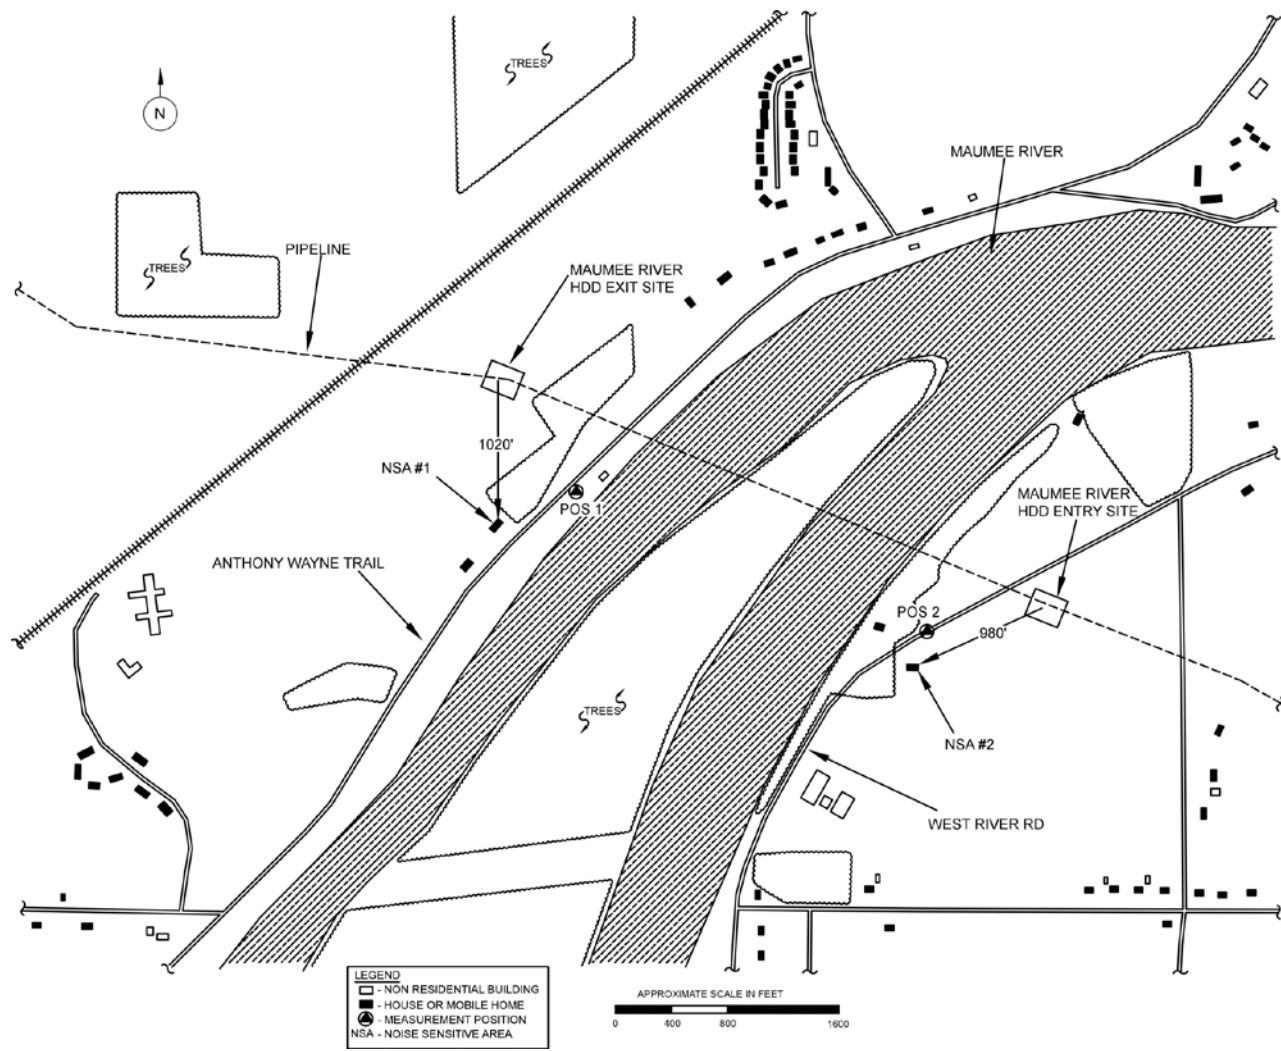 TREES
MAUMEE RIVER
N
PIPELINE
TREES
MAUMEE RIVER
HDD EXIT SITE
1020'
NSA #1
POS 1
MAUMEE RIVER
HDD ENTRY SITE
ANTHONY WAYNE TRAIL
POS 2
980'
TREES
NSA #2
WEST RIVER RD
LEGEND
- NON RESIDENTIAL BUILDING
- HOUSE OR MOBILE HOME
- MEASUREMENT POSITION
NSA - NOISE SENSITIVE AREA
APPROXIMATE SCALE IN FEET
0 400 800 1600